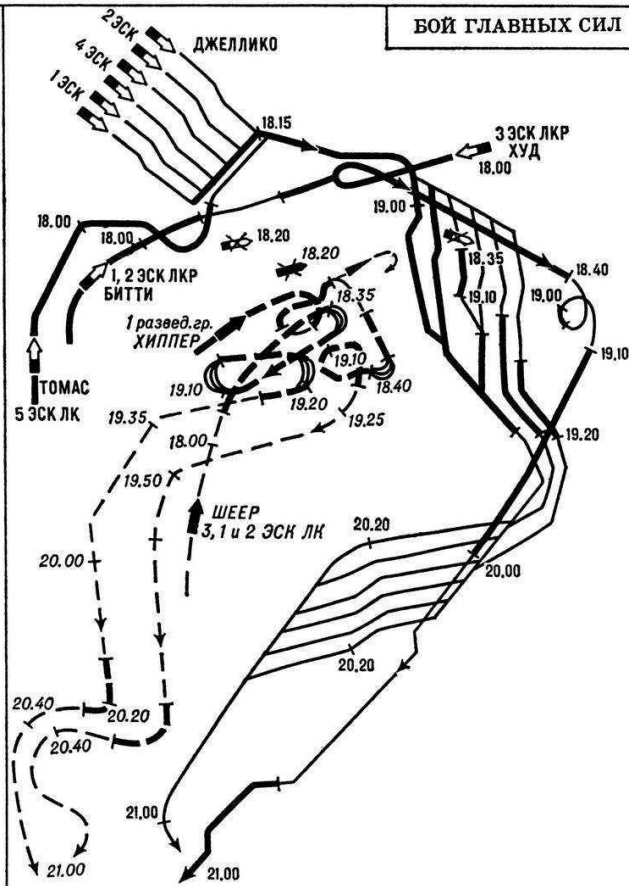 БОЙ ГЛАВНЫХ СИЛ
2 ЭСК
4 ЭСК
1 ЭСК
ДЖЕЛЛИКО
18.15
3 ЭСК ЛКР
ХУД
18.00
18.00
18.00
18.20
19.00
18.35
18.40
1, 2 ЭСК ЛКР
БИТТИ
18.20
18.35
19.10
19.00
1 развед.гр.
ХИППЕР
19.10
19.10
ТОМАС
5 ЭСК ЛК
19.10
19.20
18.40
19.35
19.25
18.00
19.20
19.50
ШЕЕР
3, 1 и 2 ЭСК ЛК
20.20
20.00
20.00
20.20
20.40
20.20
20.40
21.00
21.00
21.00